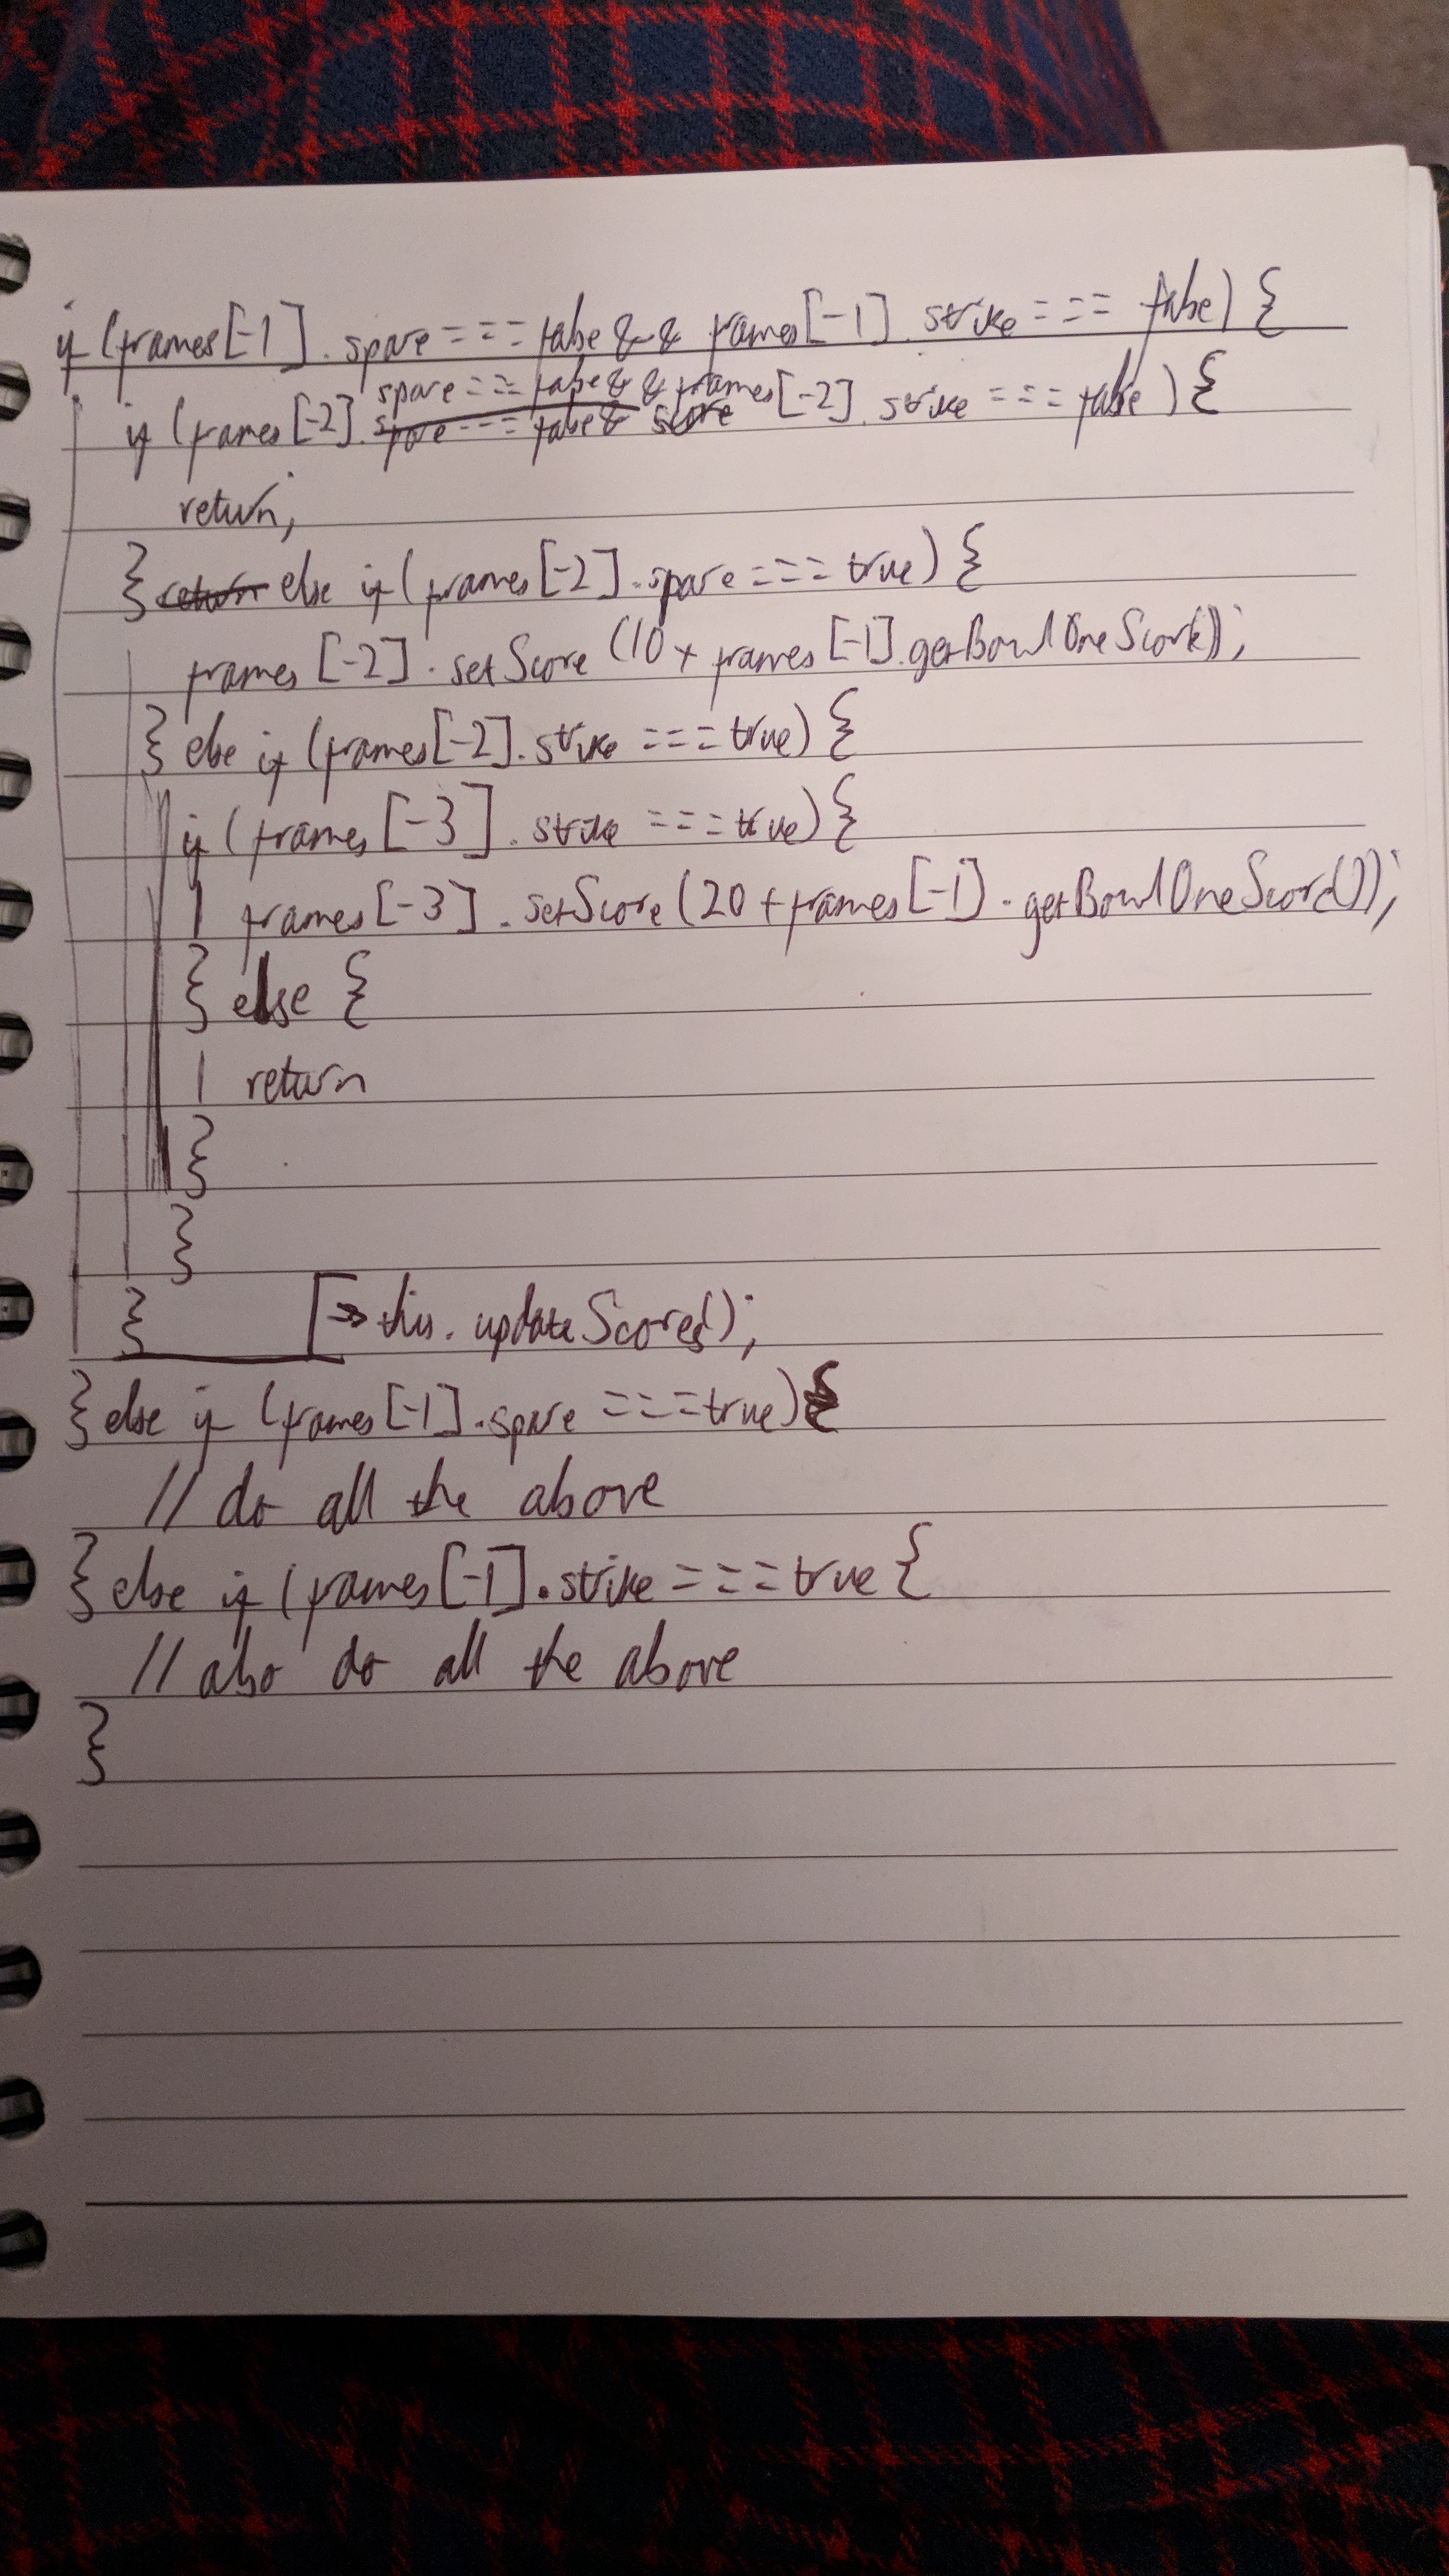 if (frames[-1].spare === false && frames[-1].strike === false) {
if (frames[-2].spare === false && frames[-2].strike === false) {
return;
} else if (frames[-2].spare === true) {
frames[-2].setScore(10 + frames[-1].getBowlOneScore());
} else if (frames[-2].strike === true) {
if (frames[-3].strike === true) {
frames[-3].setScore(20 + frames[-1).getBowlOneScore());
} else {
return
}
}
} → this.updateScores();
} else if (frames[-1].spare === true) {
// do all the above
} else if (frames[-1].strike === true {
// also do all the above
}